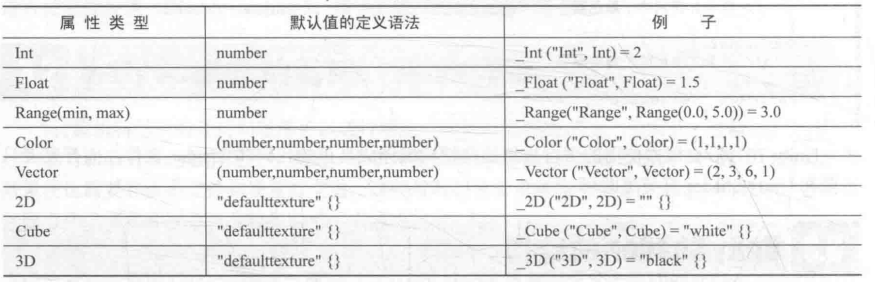 属性类型 默认值的定义语法 例子
Int number _Int ("Int", Int) = 2
Float number _Float ("Float", Float) = 1.5
Range(min, max) number _Range("Range", Range(0.0, 5.0)) = 3.0
Color (number,number,number,number) _Color ("Color", Color) = (1,1,1,1)
Vector (number,number,number,number) _Vector ("Vector", Vector) = (2, 3, 6, 1)
2D "defaulttexture" {} _2D ("2D", 2D) = "" {}
Cube "defaulttexture" {} _Cube ("Cube", Cube) = "white" {}
3D "defaulttexture" {} _3D ("3D", 3D) = "black" {}